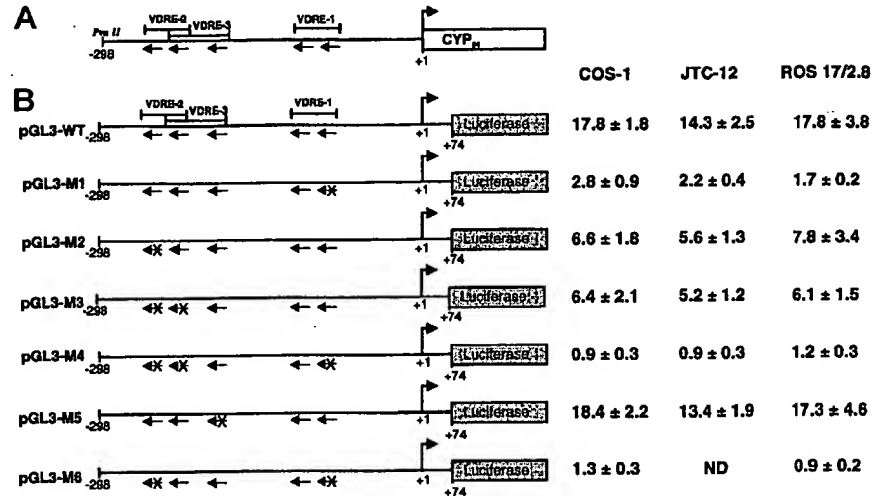 A
Pvu II
VDRE-2
VDRE-3
VDRE-1
-298
+1
CYP24
COS-1 JTC-12 ROS 17/2.8
B
VDRE-2
VDRE-3
VDRE-1
pGL3-WT -298 +1 +74 Luciferase 17.8 ± 1.8 14.3 ± 2.5 17.8 ± 3.8
pGL3-M1 -298 +1 +74 Luciferase 2.8 ± 0.9 2.2 ± 0.4 1.7 ± 0.2
pGL3-M2 -298 +1 +74 Luciferase 6.6 ± 1.8 5.6 ± 1.3 7.8 ± 3.4
pGL3-M3 -298 +1 +74 Luciferase 6.4 ± 2.1 5.2 ± 1.2 6.1 ± 1.5
pGL3-M4 -298 +1 +74 Luciferase 0.9 ± 0.3 0.9 ± 0.3 1.2 ± 0.3
pGL3-M5 -298 +1 +74 Luciferase 18.4 ± 2.2 13.4 ± 1.9 17.3 ± 4.6
pGL3-M6 -298 +1 +74 Luciferase 1.3 ± 0.3 ND 0.9 ± 0.2